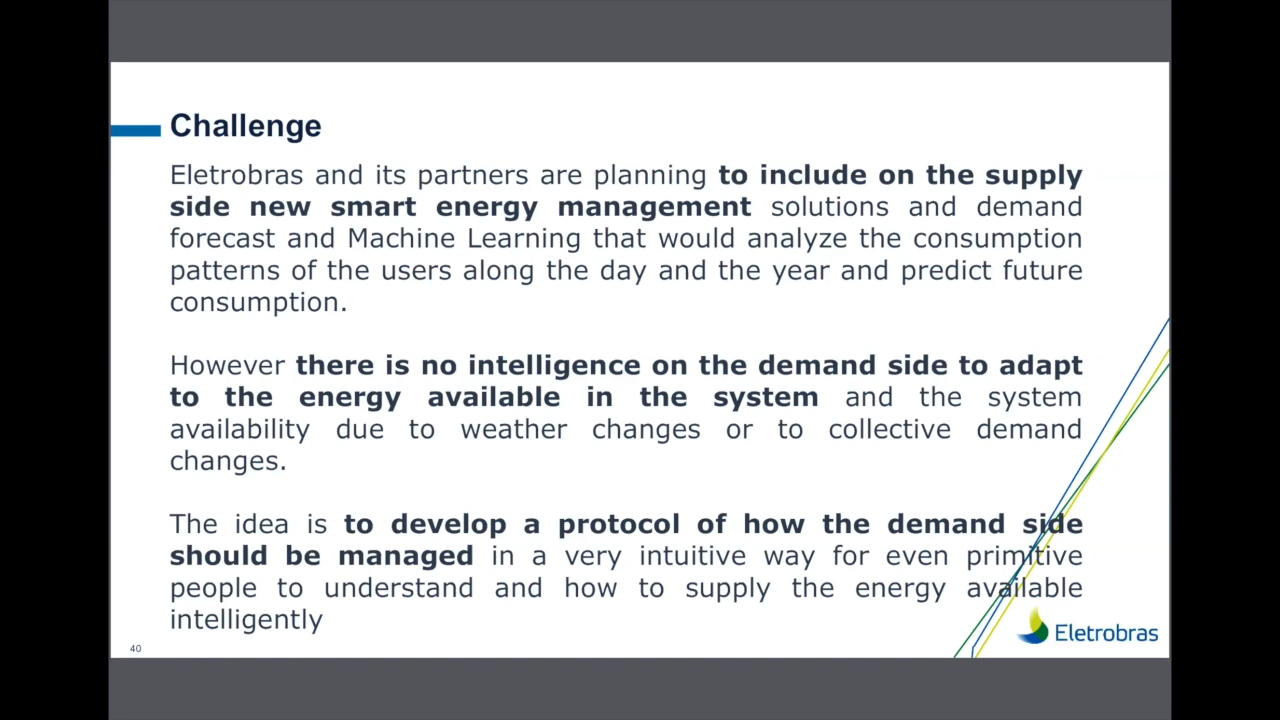 Challenge
Eletrobras and its partners are planning to include on the supply
side new smart energy management solutions and demand
forecast and Machine Learning that would analyze the consumption
patterns of the users along the day and the year and predict future
consumption.
However there is no intelligence on the demand side to adapt
to the energy available in the system and the system
availability due to weather changes or to collective demand
changes.
The idea is to develop a protocol of how the demand side
should be managed in a very intuitive way for even primitive
people to understand and how to supply the energy available
intelligently
40
Eletrobras